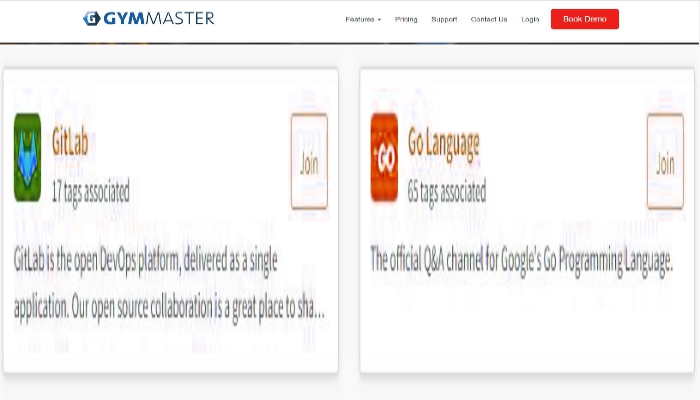 GYMMASTER
Features Pricing Support Contact Us Login Book Demo
GitLab
17 tags associated
Join
GitLab is the open DevOps platform, delivered as a single
application. Our open source collaboration is a great place to sha...
GO
Go Language
65 tags associated
Join
The official Q&A channel for Google's Go Programming Language.